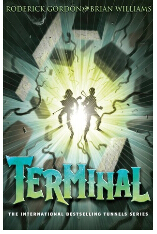 RODERICK GORDON & BRIAN WILLIAMS
TERMINAL
THE INTERNATIONAL BESTSELLING TUNNELS SERIES